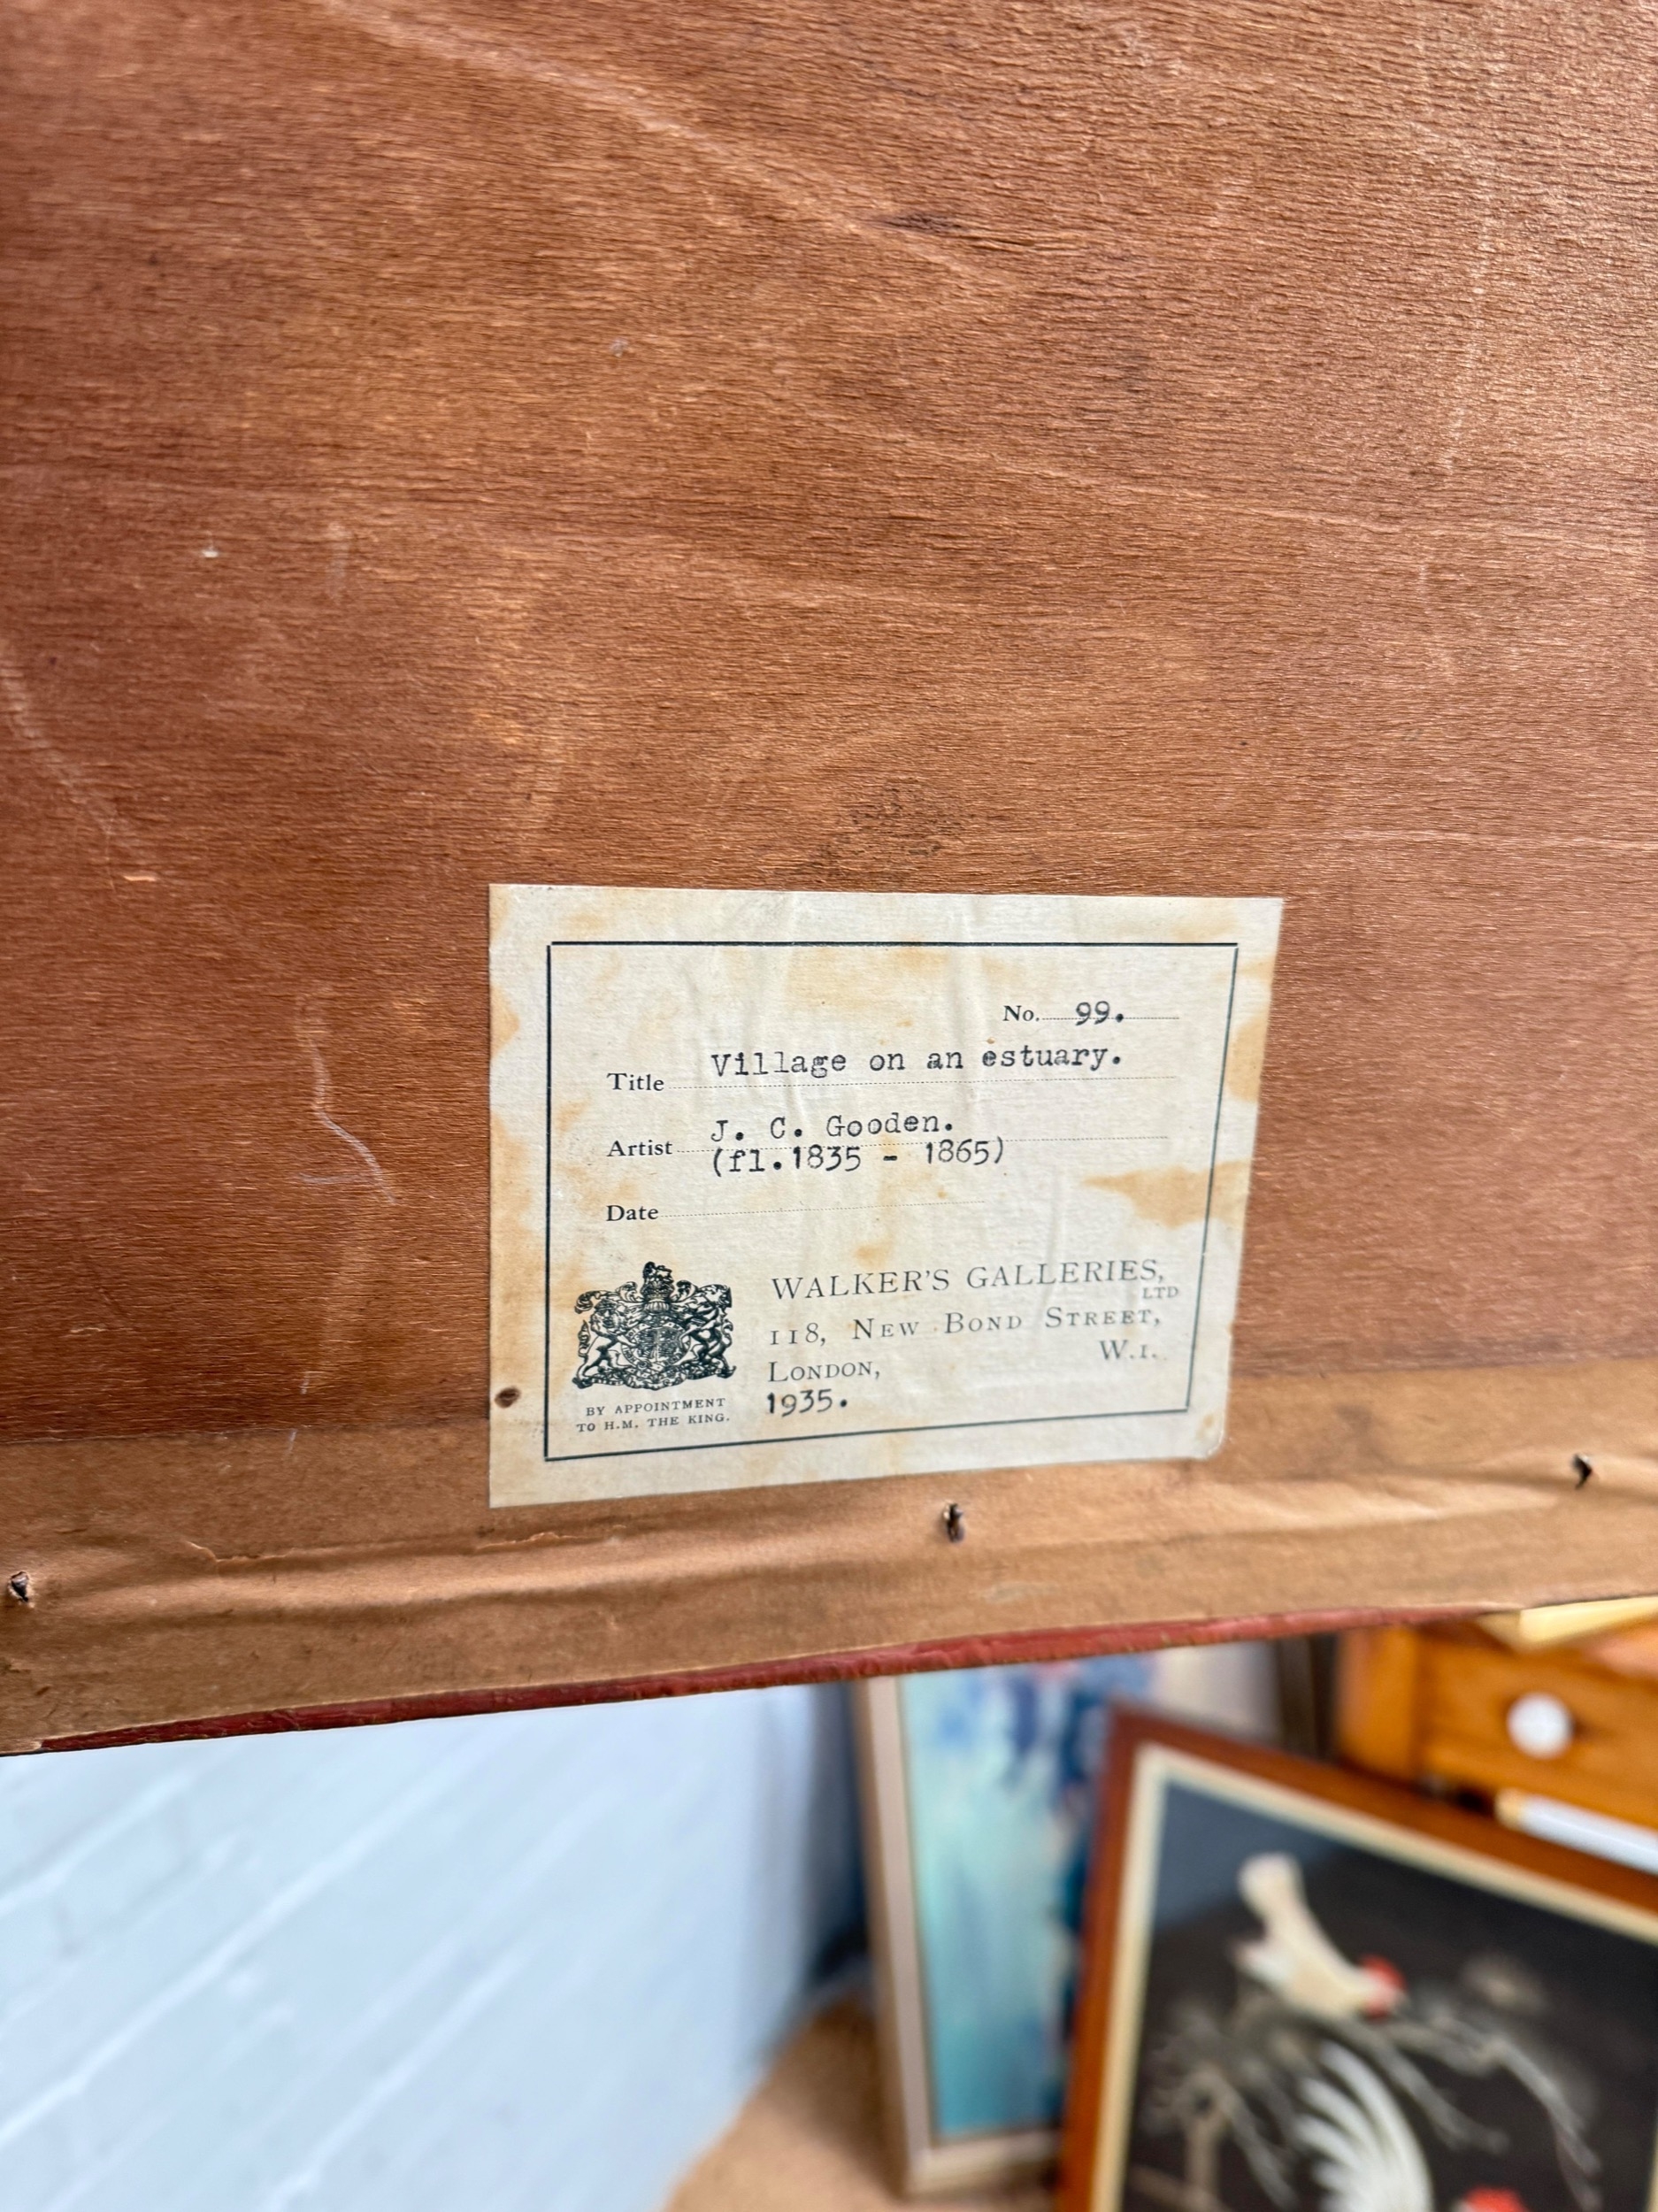 No. 99.
Title Village on an estuary.
Artist J. C. Gooden.
(fl.1835 - 1865)
Date
WALKER'S GALLERIES,
LTD
118, NEW BOND STREET,
W.1.
LONDON,
1935.
BY APPOINTMENT
TO H.M. THE KING.